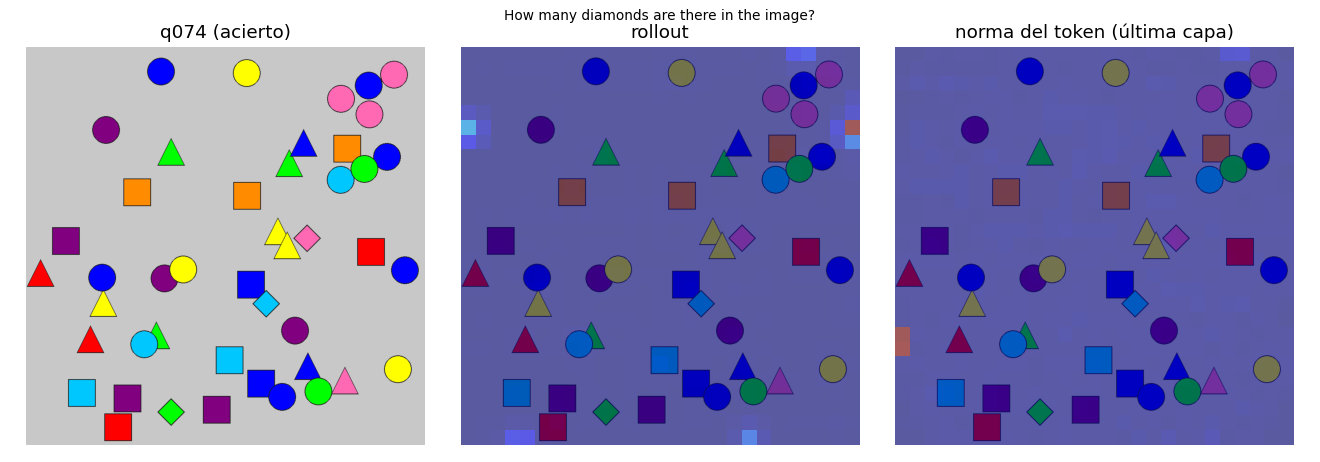 How many diamonds are there in the image?
q074 (acierto)
rollout
norma del token (última capa)